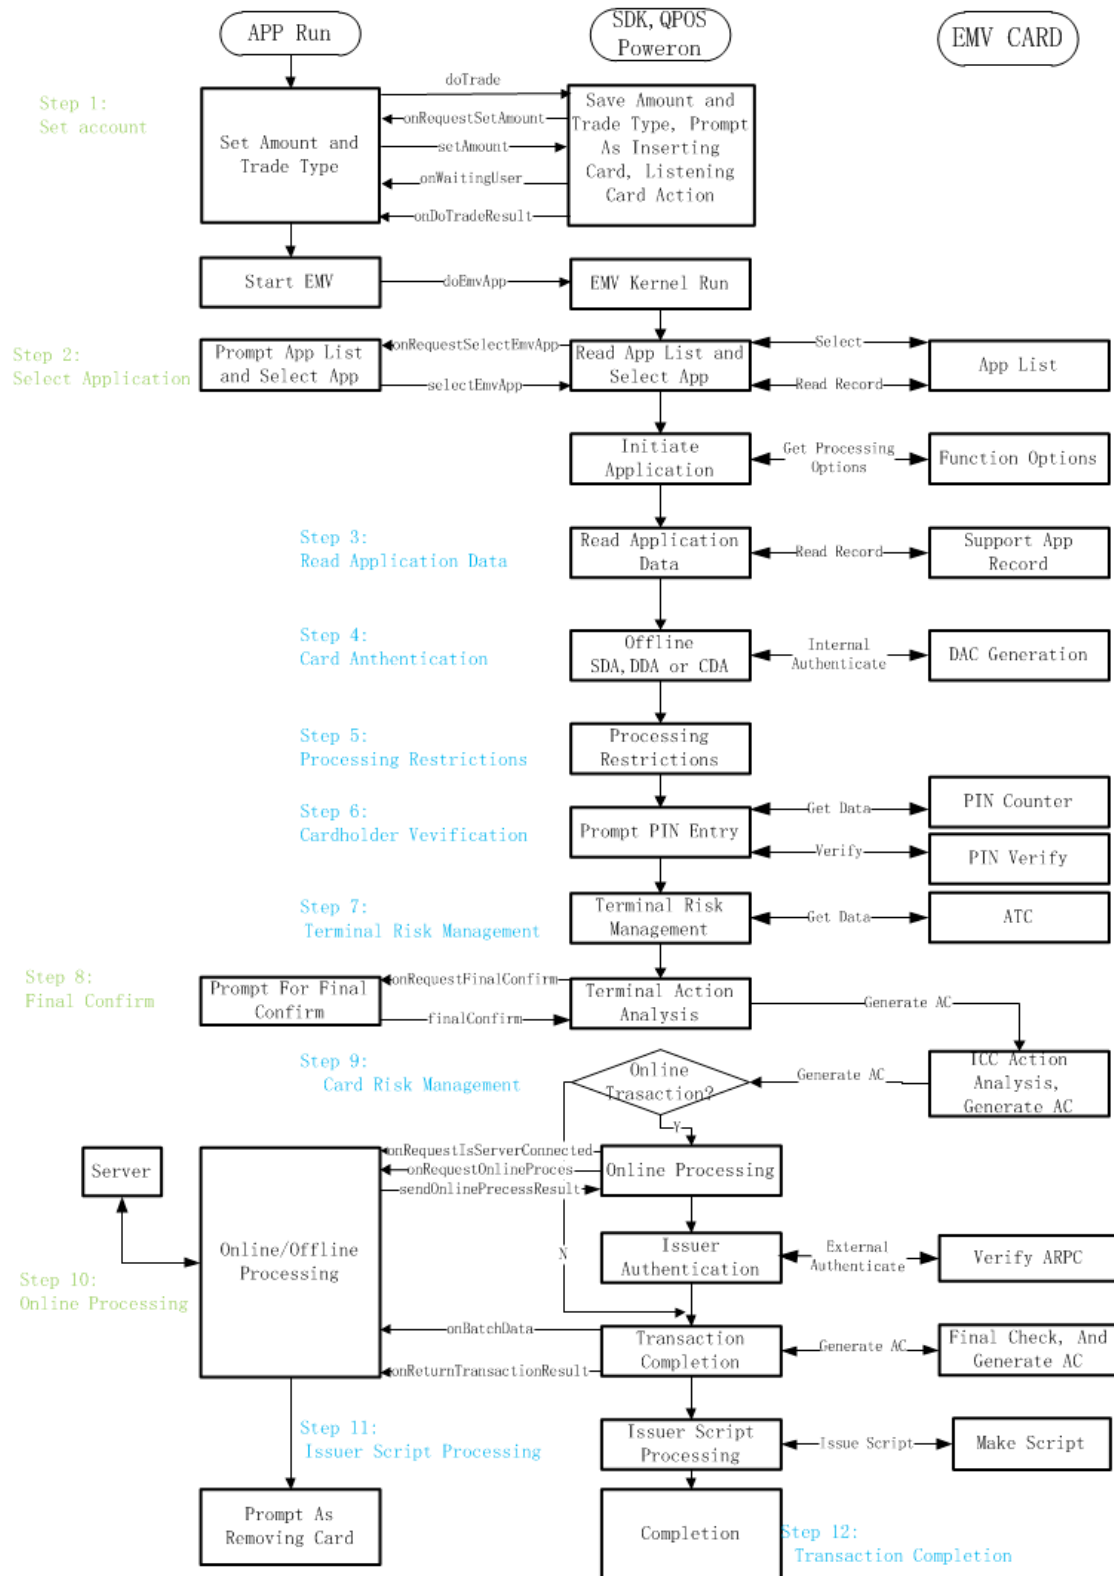 APP Run
SDK,QPOS
Poweron
EMV CARD
Step 1:
Set account
Set Amount and
Trade Type
doTrade
onRequestSetAmount
setAmount
onWaitingUser
onDoTradeResult
Save Amount and
Trade Type, Prompt
As Inserting
Card, Listening
Card Action
Start EMV
doEmvApp
EMV Kernel Run
Step 2:
Select Application
Prompt App List
and Select App
onRequestSelectEmvApp
selectEmvApp
Read App List and
Select App
Select
Read Record
App List
Initiate
Application
Get Processing
Options
Function Options
Step 3:
Read Application Data
Read Application
Data
Read Record
Support App
Record
Step 4:
Card Anthentication
Offline
SDA,DDA or CDA
Internal
Authenticate
DAC Generation
Step 5:
Processing Restrictions
Processing
Restrictions
Step 6:
Cardholder Vevification
Prompt PIN Entry
Get Data
Verify
PIN Counter
PIN Verify
Step 7:
Terminal Risk Management
Terminal Risk
Management
Get Data
ATC
Step 8:
Final Confirm
Prompt For Final
Confirm
onRequestFinalConfirm
finalConfirm
Terminal Action
Analysis
Generate AC
Step 9:
Card Risk Management
Online
Trasaction?
Generate AC
ICC Action
Analysis,
Generate AC
Y
N
Server
onRequestIsServerConnected
onRequestOnlineProces
sendOnlinePrecessResult
Online Processing
Online/Offline
Processing
Step 10:
Online Processing
Issuer
Authentication
External
Authenticate
Verify ARPC
onBatchData
onReturnTransactionResult
Transaction
Completion
Generate AC
Final Check, And
Generate AC
Step 11:
Issuer Script Processing
Issuer Script
Processing
Issue Script
Make Script
Prompt As
Removing Card
Completion
Step 12:
Transaction Completion